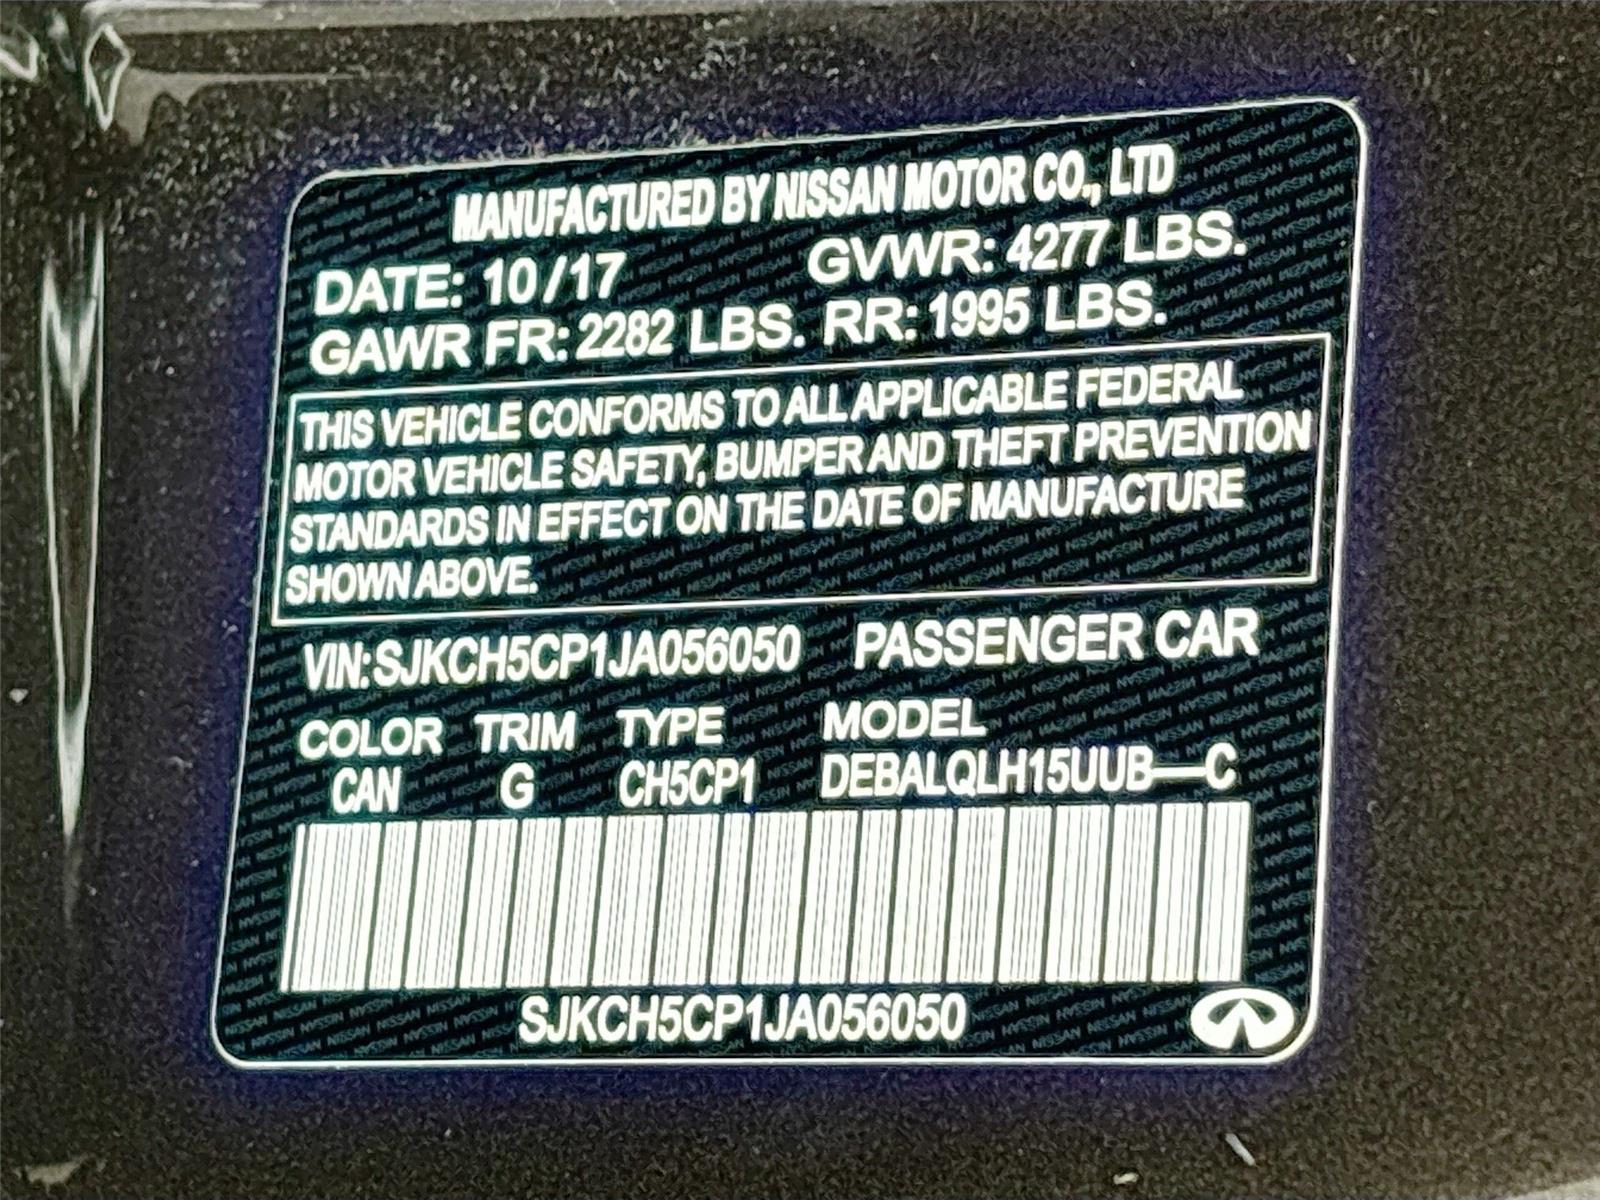 MANUFACTURED BY NISSAN MOTOR CO., LTD
DATE: 10/17 GVWR: 4277 LBS.
GAWR FR: 2282 LBS. RR: 1995 LBS.
THIS VEHICLE CONFORMS TO ALL APPLICABLE FEDERAL
MOTOR VEHICLE SAFETY, BUMPER AND THEFT PREVENTION
STANDARDS IN EFFECT ON THE DATE OF MANUFACTURE
SHOWN ABOVE.
VIN: SJKCH5CP1JA056050 PASSENGER CAR
COLOR TRIM TYPE MODEL
CAN G CH5CP1 DEBALQLH15UUB—C
SJKCH5CP1JA056050